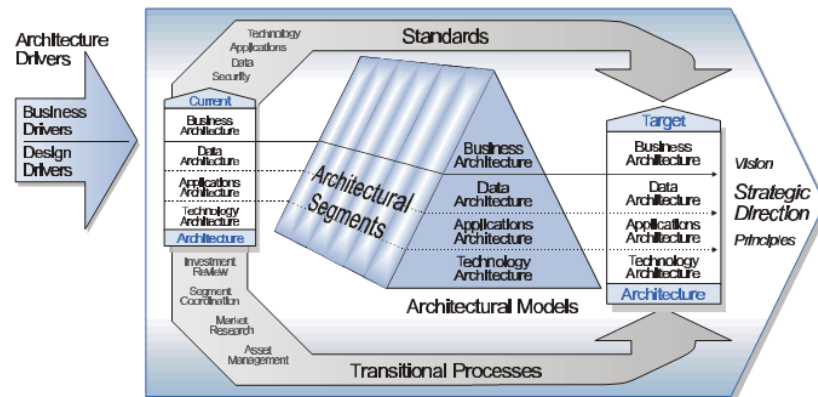 Architecture
Drivers
Business
Drivers
Design
Drivers
Technology
Applications
Data
Security
Standards
Current
Business
Architecture
Data
Architecture
Applications
Architecture
Technology
Architecture
Architecture
Investment
Review
Segment
Coordination
Market
Research
Asset
Management
Architectural
Segments
Business
Architecture
Data
Architecture
Applications
Architecture
Technology
Architecture
Architectural Models
Transitional Processes
Target
Business
Architecture
Data
Architecture
Applications
Architecture
Technology
Architecture
Architecture
Vision
Strategic
Direction
Principles